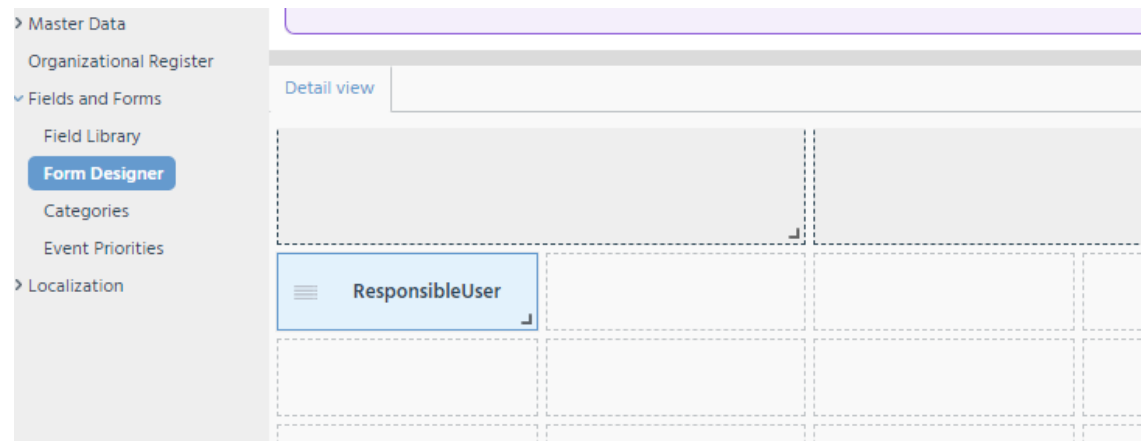 Master Data
Organizational Register
Fields and Forms
Field Library
Form Designer
Categories
Event Priorities
Localization
Detail view
ResponsibleUser